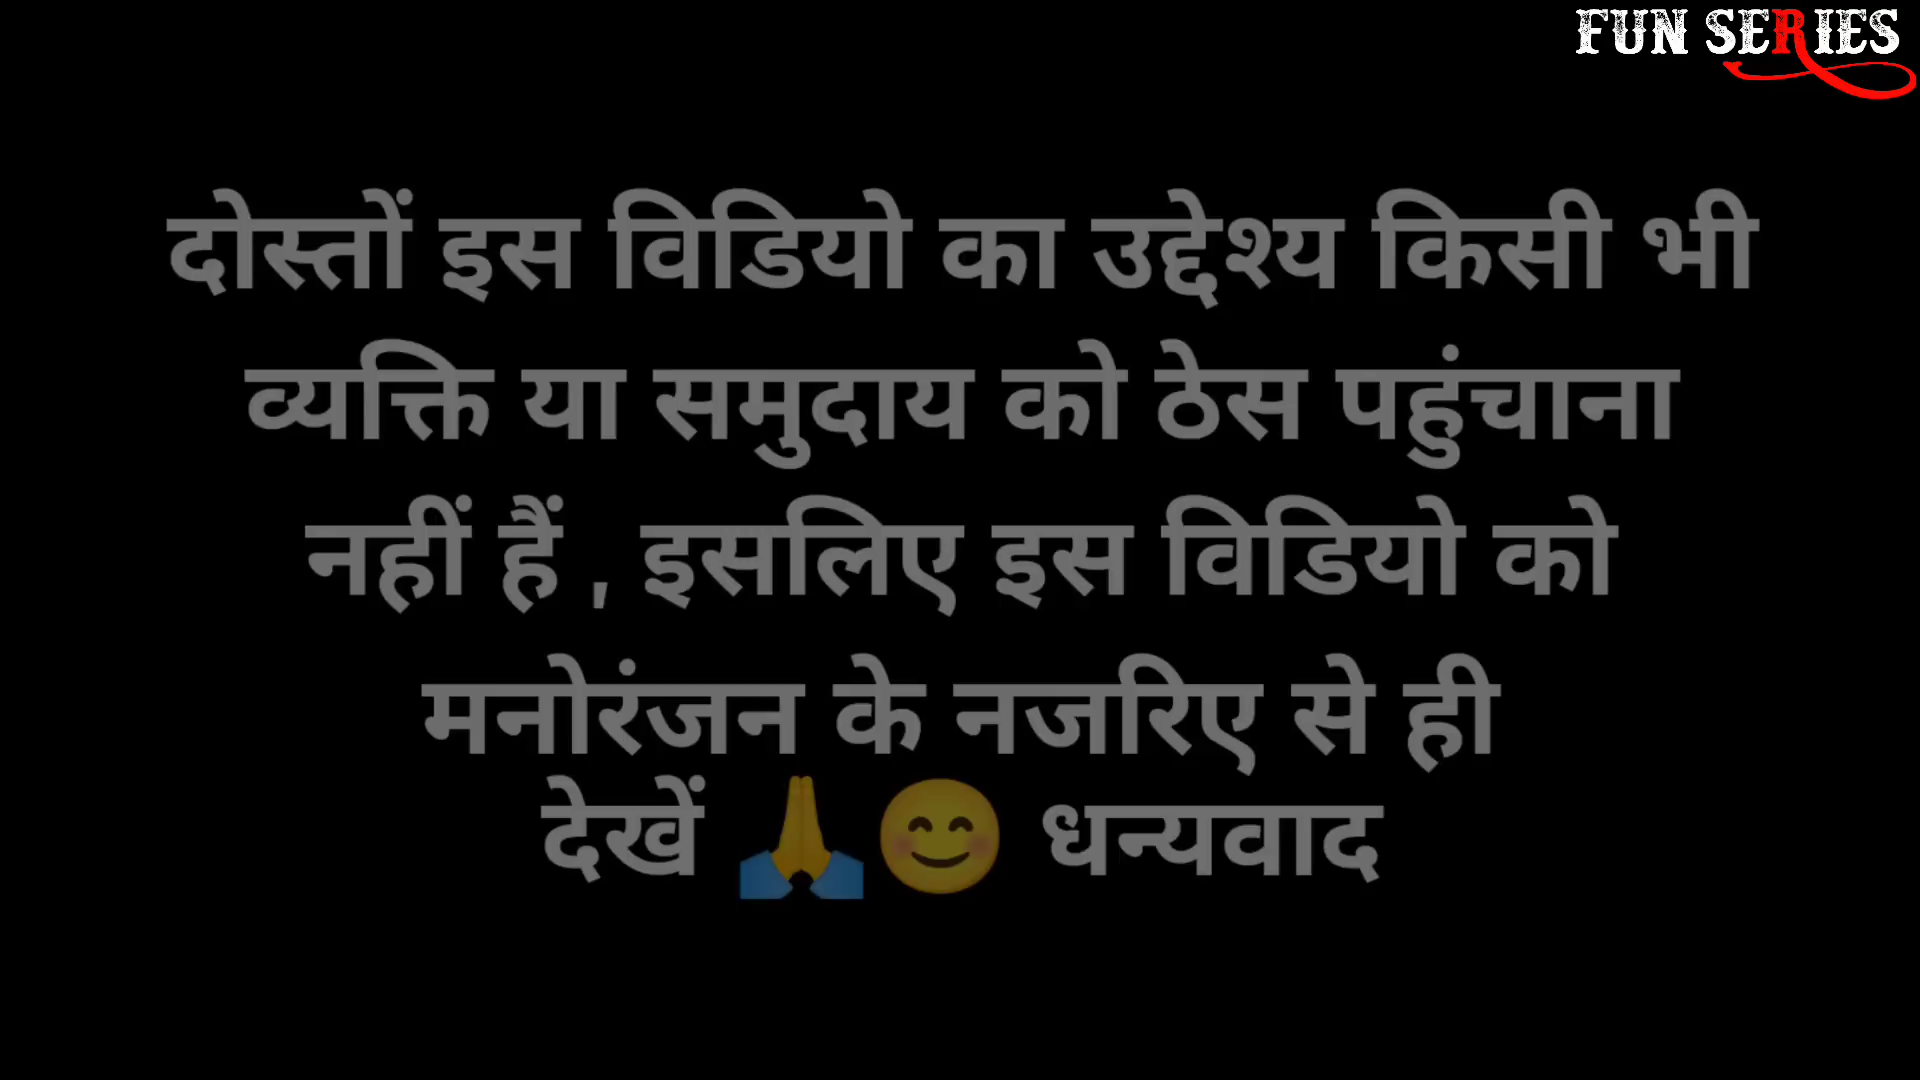 FUN SERIES
दोस्तों इस विडियो का उद्देश्य किसी भी
व्यक्ति या समुदाय को ठेस पहुंचाना
नहीं हैं , इसलिए इस विडियो को
मनोरंजन के नजरिए से ही
देखें 🙏😊 धन्यवाद